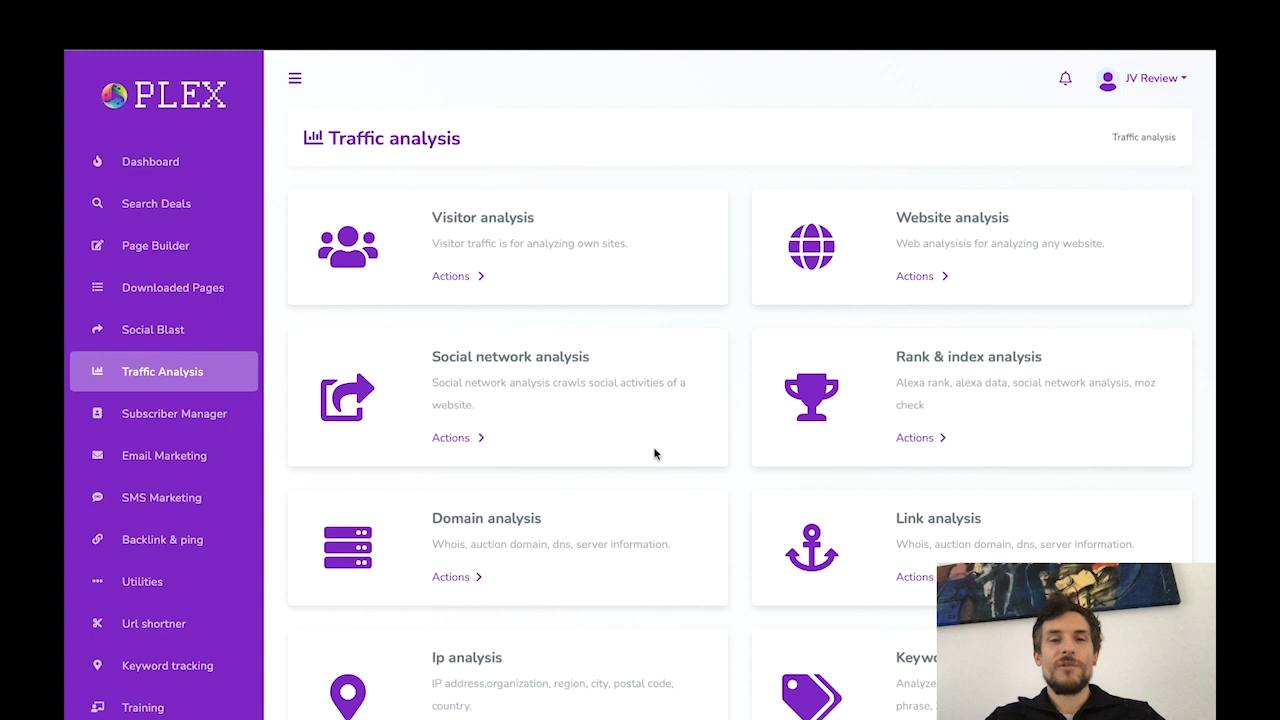 PLEX
JV Review
Traffic analysis
Traffic analysis
Dashboard
Search Deals
Page Builder
Downloaded Pages
Social Blast
Traffic Analysis
Subscriber Manager
Email Marketing
SMS Marketing
Backlink & ping
Utilities
Url shortner
Keyword tracking
Training
Visitor analysis
Visitor traffic is for analyzing own sites.
Actions
Website analysis
Web analysisis for analyzing any website.
Actions
Social network analysis
Social network analysis crawls social activities of a
website.
Actions
Rank & index analysis
Alexa rank, alexa data, social network analysis, moz
check
Actions
Domain analysis
Whois, auction domain, dns, server information.
Actions
Link analysis
Whois, auction domain, dns, server information.
Actions
Ip analysis
IP address,organization, region, city, postal code,
country.
Keywo
Analyze
phrase,